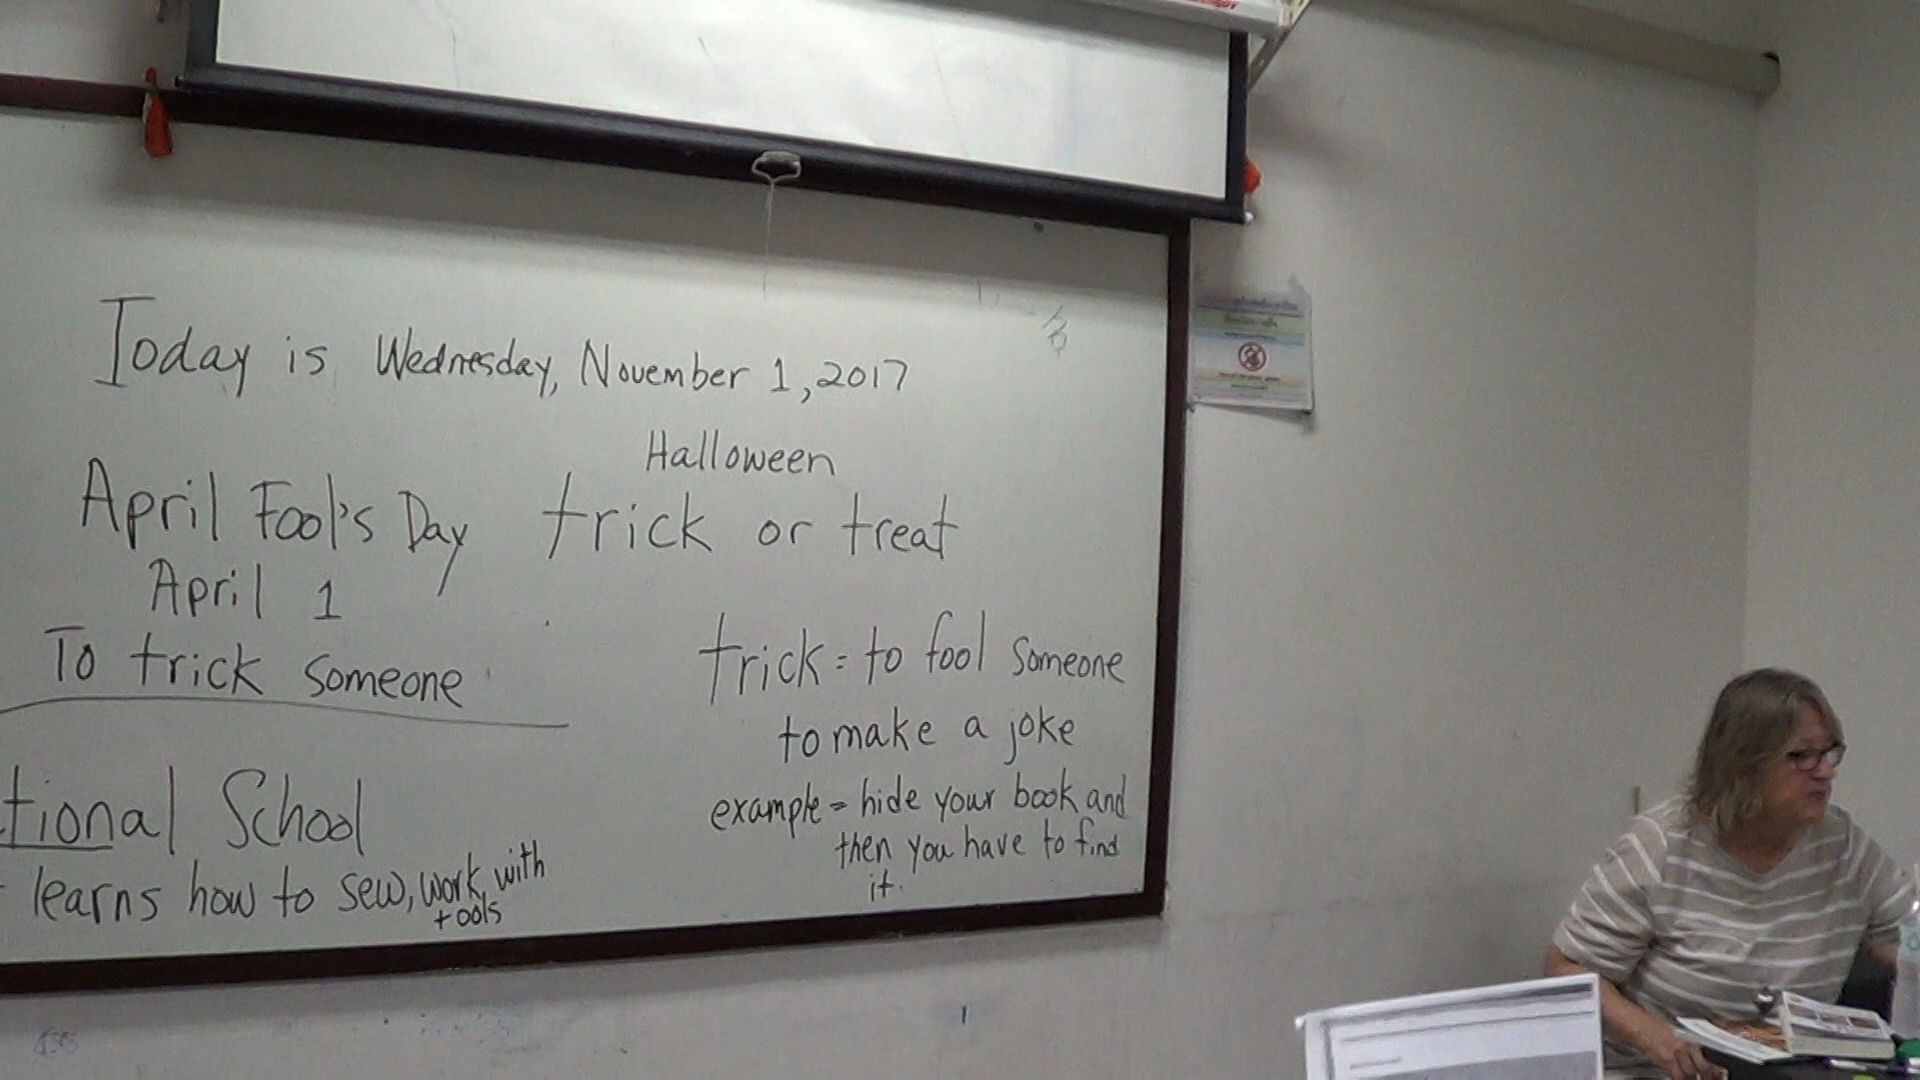 Today is Wednesday, November 1, 2017
Halloween
April Fool's Day trick or treat
April 1
To trick someone
trick = to fool someone
to make a joke
example = hide your book and
then you have to find
it.
tional School
learns how to sew, work with
tools